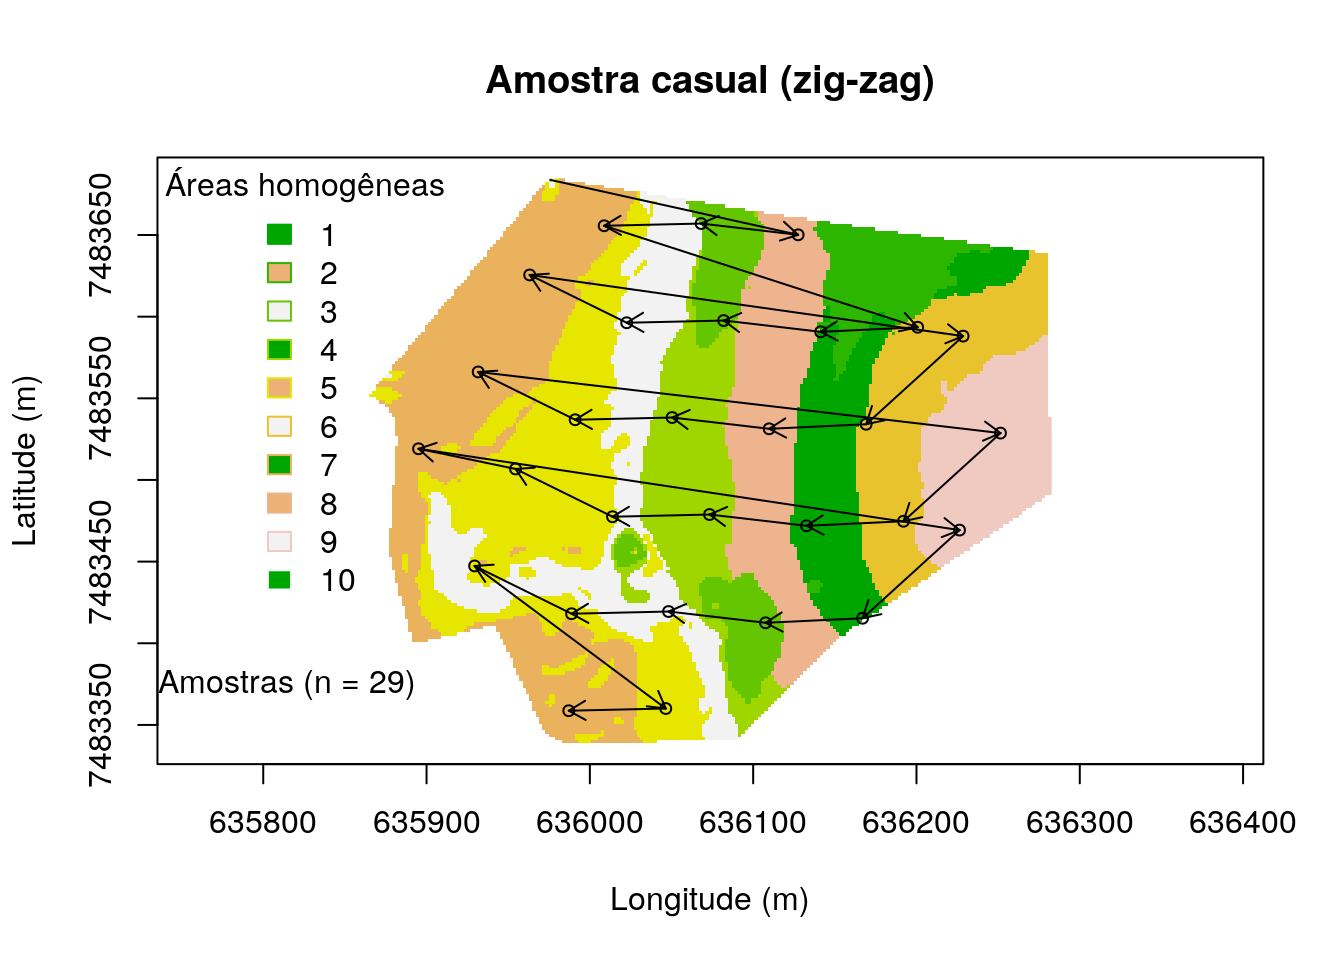 Amostra casual (zig-zag)
Áreas homogêneas
1
2
3
4
5
6
7
8
9
10
Amostras (n = 29)
Latitude (m)
7483650
7483550
7483450
7483350
635800 635900 636000 636100 636200 636300 636400
Longitude (m)